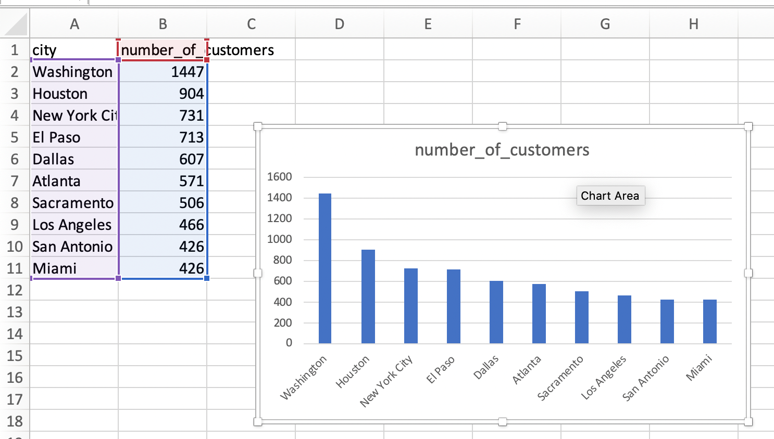 A B C D E F G H
1 city number_of_customers
2 Washington 1447
3 Houston 904
4 New York Cit 731
5 El Paso 713
6 Dallas 607
7 Atlanta 571
8 Sacramento 506
9 Los Angeles 466
10 San Antonio 426
11 Miami 426
12
13
14
15
16
17
18
number_of_customers
Chart Area
1600
1400
1200
1000
800
600
400
200
0
Washington Houston New York City El Paso Dallas Atlanta Sacramento Los Angeles San Antonio Miami